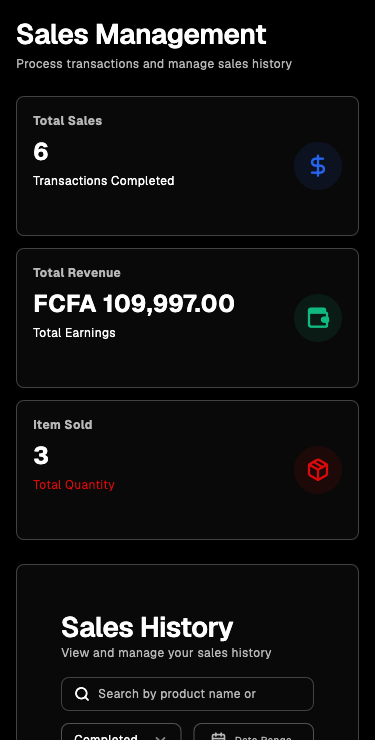 Sales Management
Process transactions and manage sales history
Total Sales
6
Transactions Completed
Total Revenue
FCFA 109,997.00
Total Earnings
Item Sold
3
Total Quantity
Sales History
View and manage your sales history
Search by product name or
Completed
Date Range